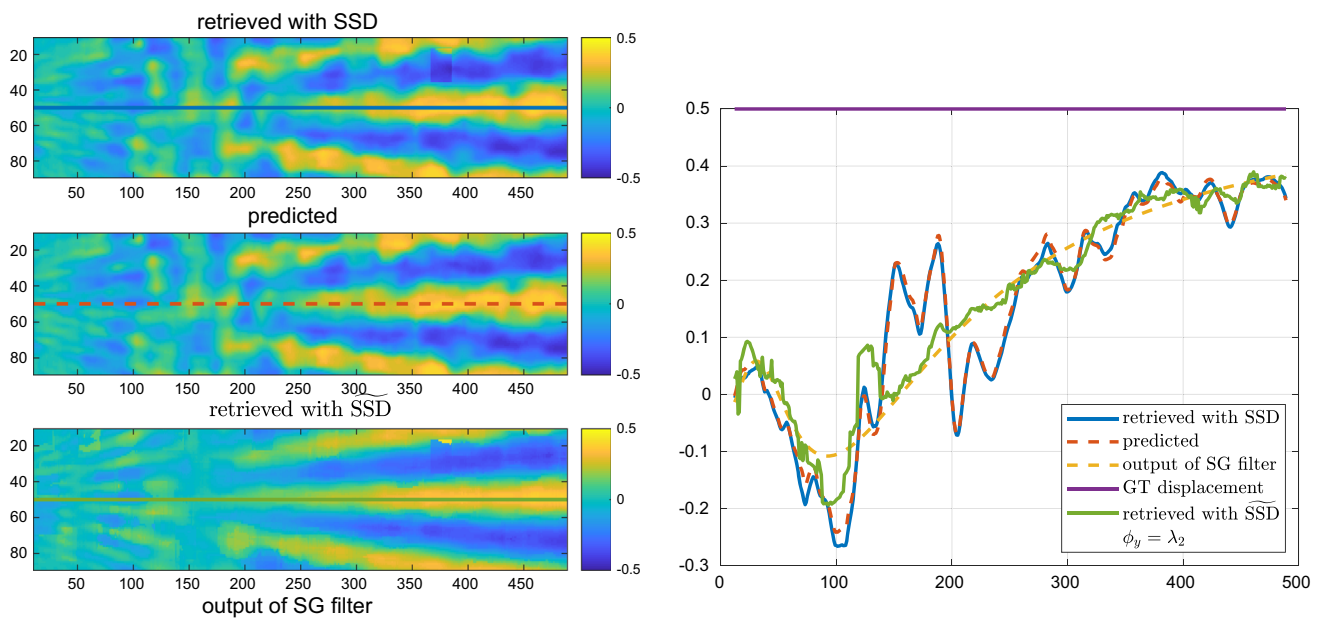 retrieved with SSD
20
40
60
80
50 100 150 200 250 300 350 400 450
0.5
0
-0.5
predicted
20
40
60
80
50 100 150 200 250 300 350 400 450
0.5
0
-0.5
retrieved with S͠S͠D
20
40
60
80
50 100 150 200 250 300 350 400 450
0.5
0
-0.5
output of SG filter
0.5
0.4
0.3
0.2
0.1
0
-0.1
-0.2
-0.3
0 100 200 300 400 500
retrieved with SSD
predicted
output of SG filter
GT displacement
retrieved with S͠S͠D
ϕ_y = λ_2